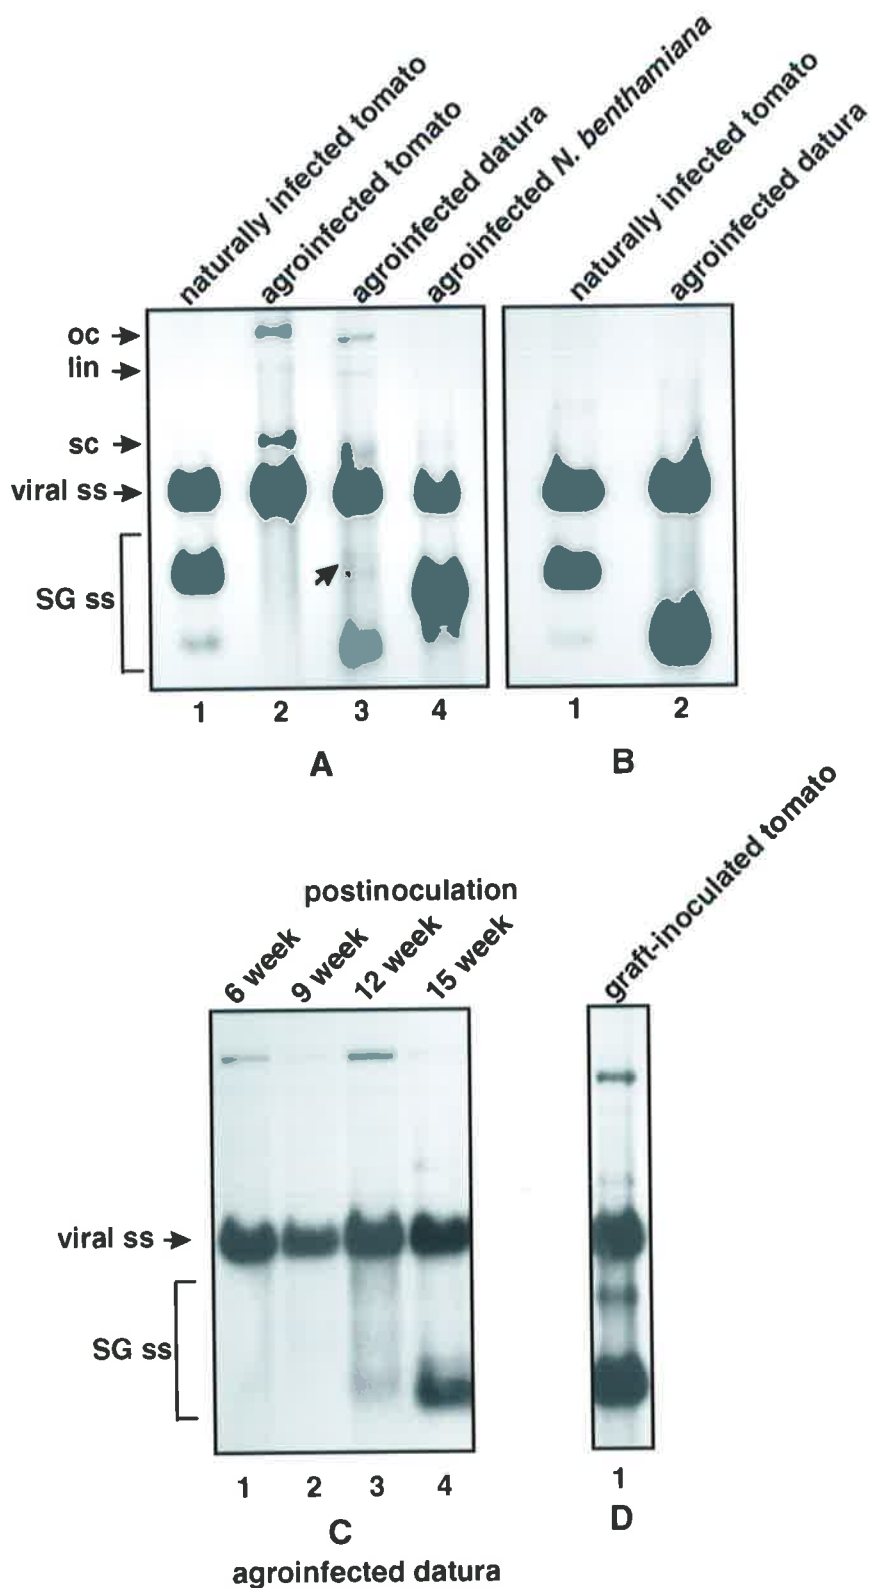 naturally infected tomato
agroinfected tomato
agroinfected datura
agroinfected N. benthamiana
naturally infected tomato
agroinfected datura
oc
lin
sc
viral ss
SG ss
1 2 3 4
1 2
A
B
postinoculation
6 week
9 week
12 week
15 week
graft-inoculated tomato
viral ss
SG ss
1 2 3 4
1
C
D
agroinfected datura